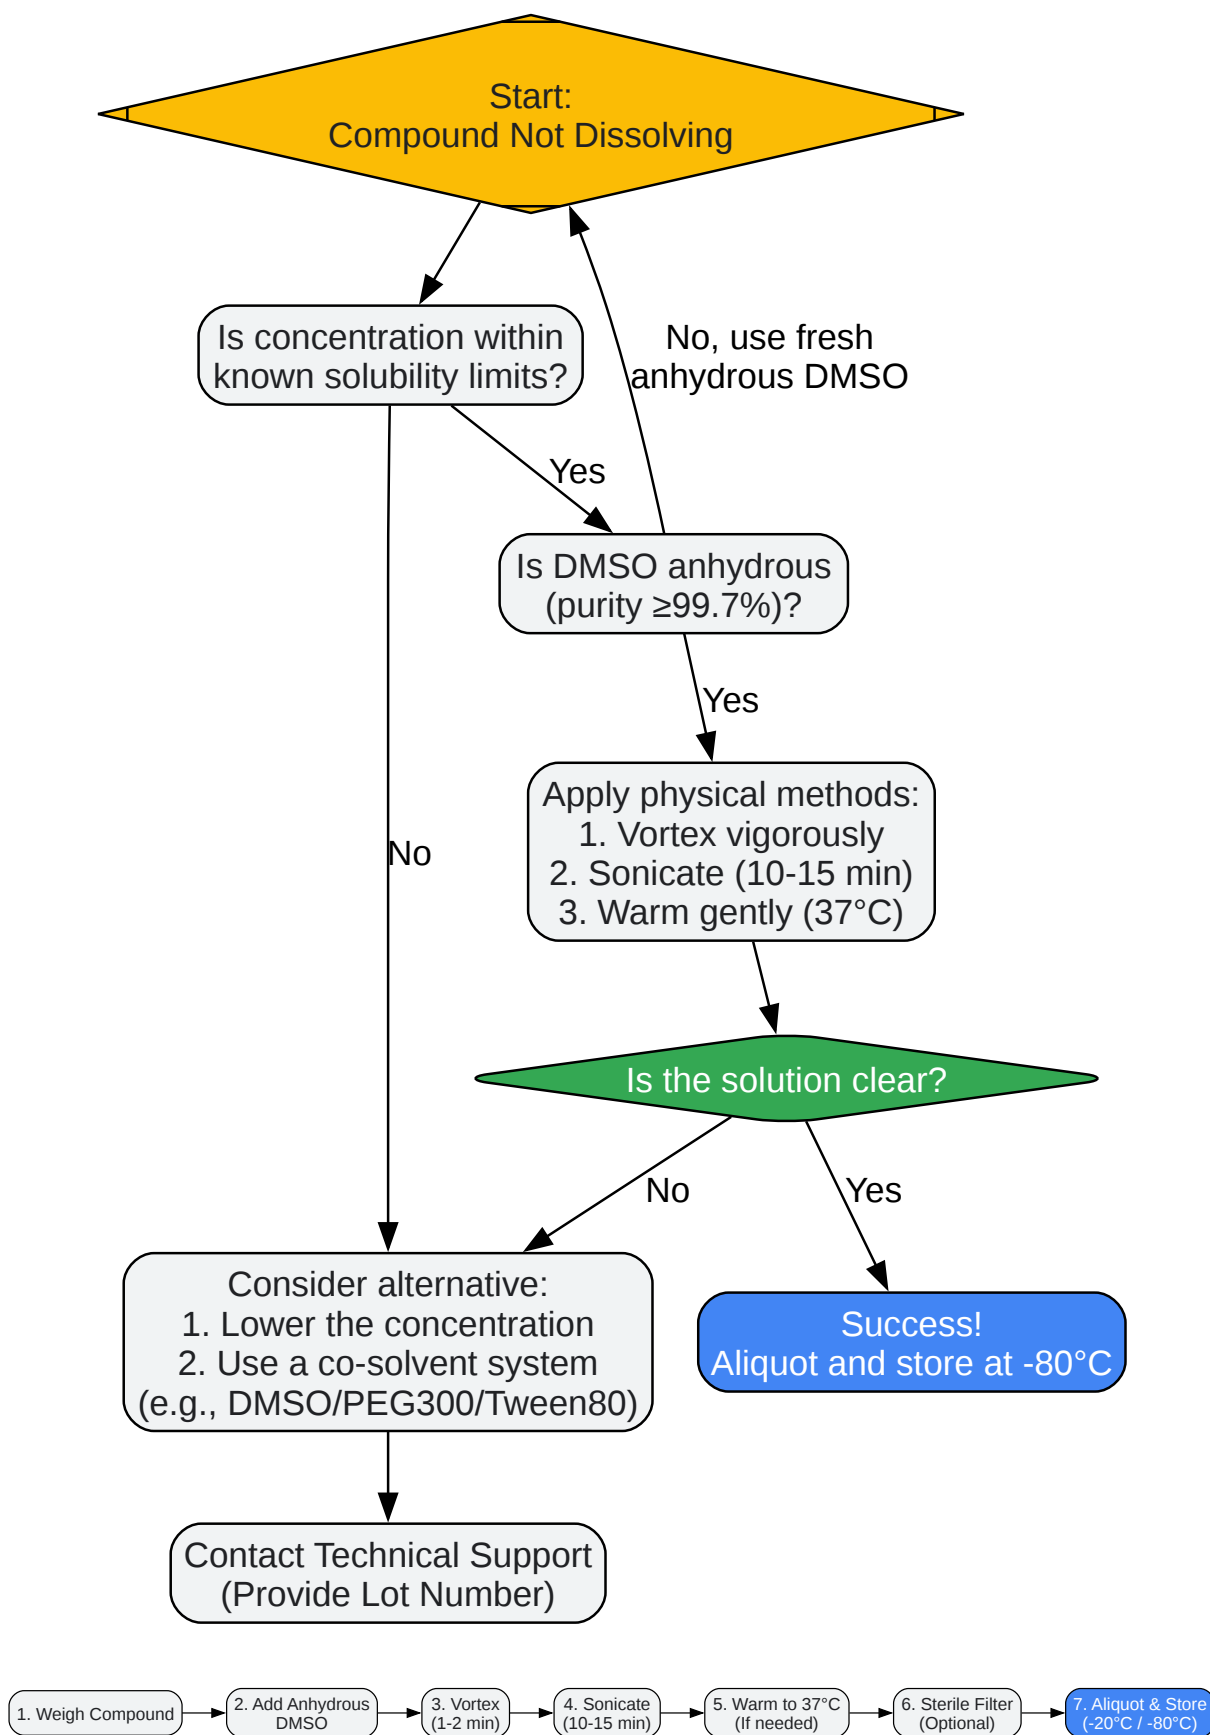 Start:
Compound Not Dissolving
Is concentration within
known solubility limits?
No, use fresh
anhydrous DMSO
Yes
Is DMSO anhydrous
(purity ≥99.7%)?
Yes
Apply physical methods:
1. Vortex vigorously
2. Sonicate (10-15 min)
3. Warm gently (37°C)
No
Is the solution clear?
No
Yes
Consider alternative:
1. Lower the concentration
2. Use a co-solvent system
(e.g., DMSO/PEG300/Tween80)
Success!
Aliquot and store at -80°C
Contact Technical Support
(Provide Lot Number)
1. Weigh Compound
2. Add Anhydrous
DMSO
3. Vortex
(1-2 min)
4. Sonicate
(10-15 min)
5. Warm to 37°C
(If needed)
6. Sterile Filter
(Optional)
7. Aliquot & Store
(-20°C / -80°C)